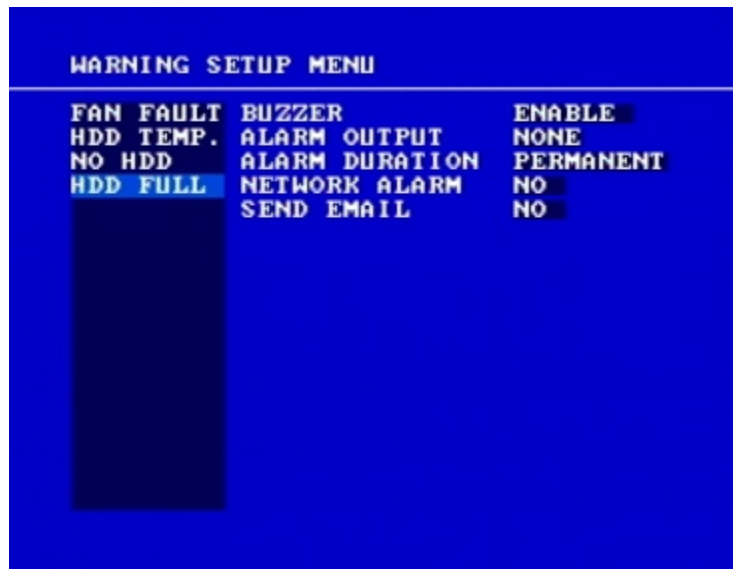 WARNING SETUP MENU
FAN FAULT BUZZER ENABLE
HDD TEMP. ALARM OUTPUT NONE
NO HDD ALARM DURATION PERMANENT
HDD FULL NETWORK ALARM NO
SEND EMAIL NO